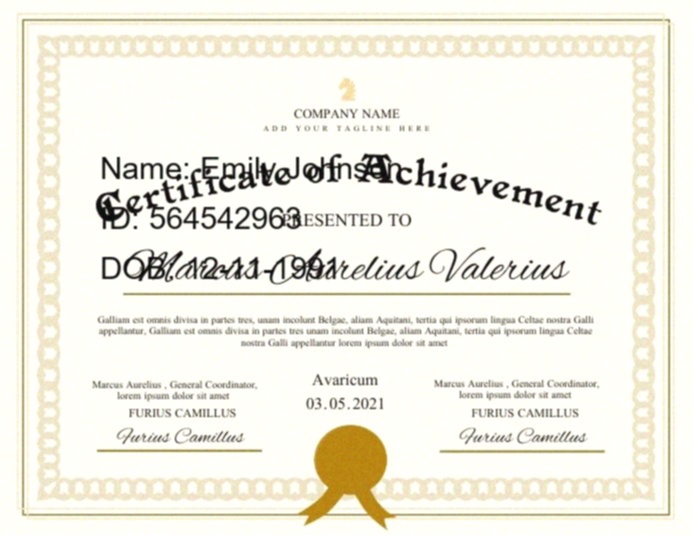 COMPANY NAME
ADD YOUR TAGLINE HERE
Name: Emily Johnson
Certificate of Achievement
ID: 564542963
PRESENTED TO
DOB: 12-11-1991
Marcus Aurelius Valerius
Galliam est omnis divisa in partes tres, unam incolunt Belgae, aliam Aquitani, tertia qui ipsorum lingua Celtae nostra Galli
appellantur, Galliam est omnis divisa in partes tres unam incolunt Belgae, aliam Aquitani, tertia qui ipsorum lingua Celtae
nostra Galli appellantur lorem ipsum dolor sit amet
Marcus Aurelius , General Coordinator,
lorem ipsum dolor sit amet
FURIUS CAMILLUS
Furius Camillus
Avaricum
03.05.2021
Marcus Aurelius , General Coordinator,
lorem ipsum dolor sit amet
FURIUS CAMILLUS
Furius Camillus